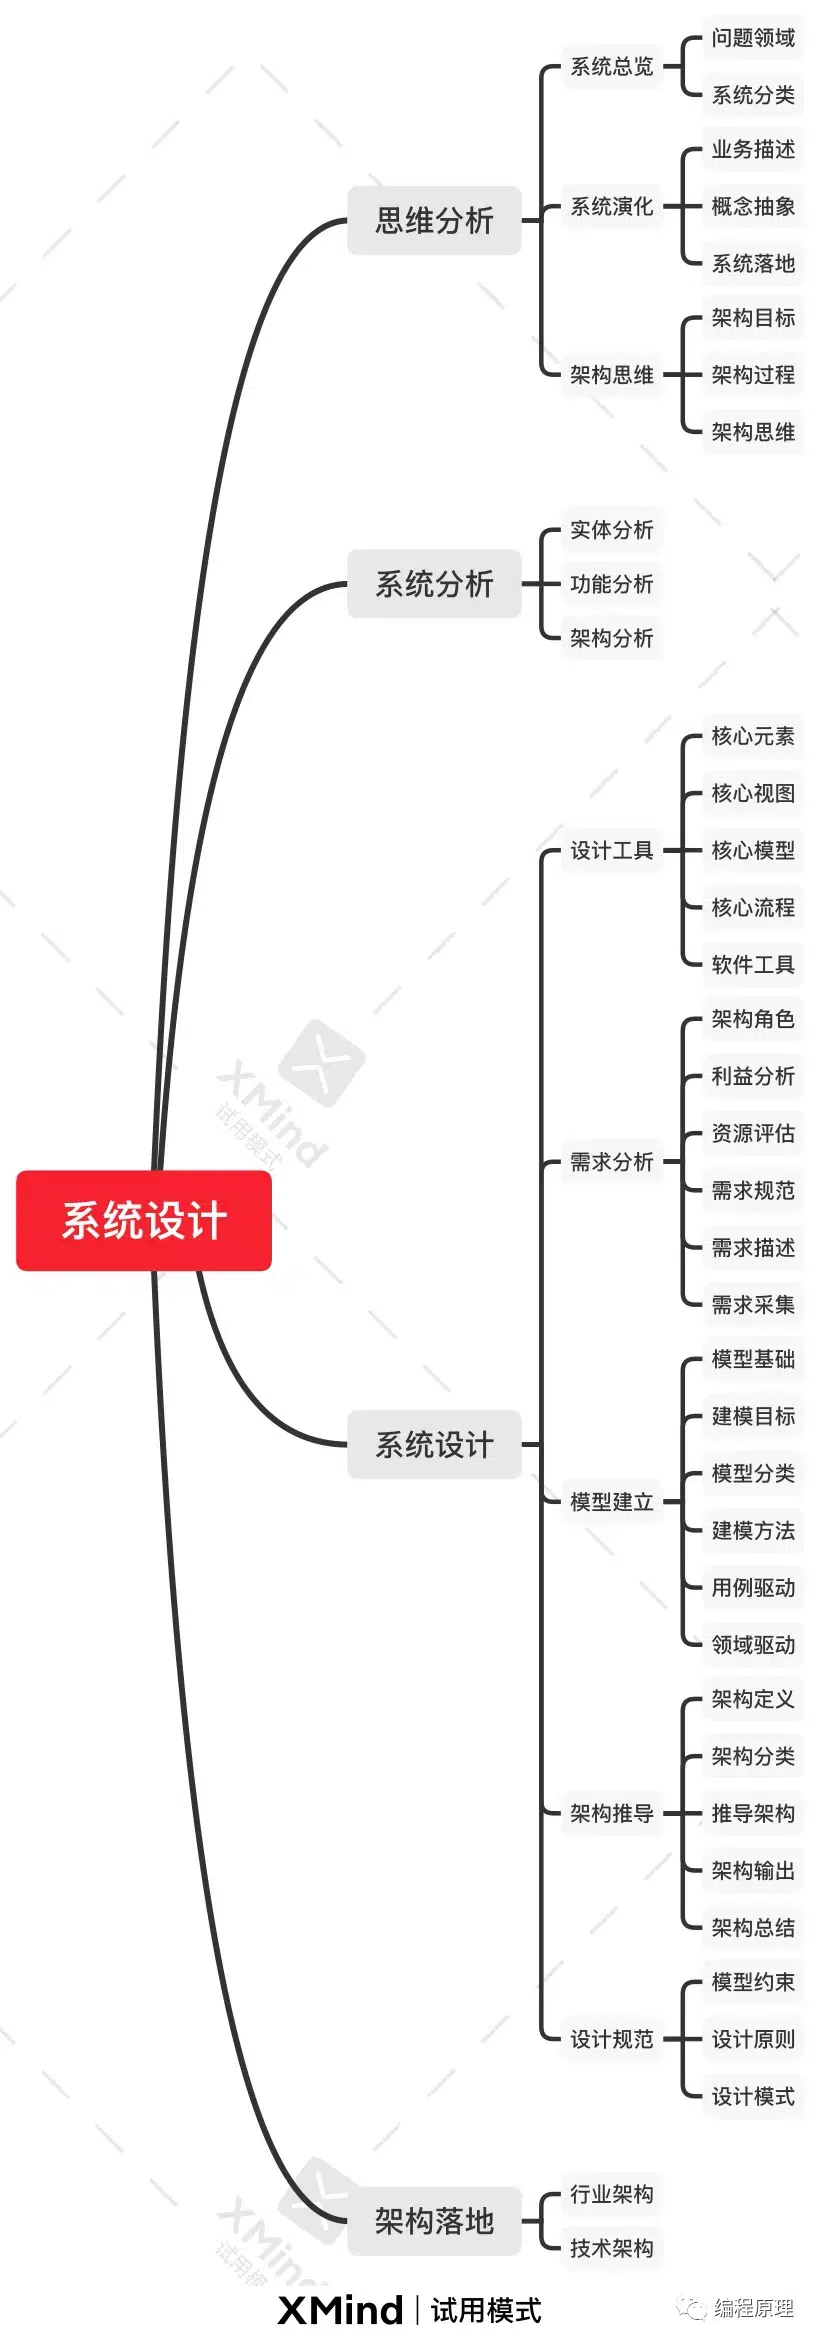 问题领域
系统总览
系统分类
业务描述
思维分析
系统演化
概念抽象
系统落地
架构目标
架构思维
架构过程
架构思维
实体分析
系统分析
功能分析
架构分析
核心元素
核心视图
设计工具
核心模型
核心流程
软件工具
架构角色
利益分析
资源评估
需求分析
需求规范
需求描述
需求采集
XMind
试用模式
系统设计
模型基础
建模目标
系统设计
模型分类
模型建立
建模方法
用例驱动
领域驱动
架构定义
架构分类
架构推导
推导架构
架构输出
架构总结
模型约束
设计规范
设计原则
设计模式
行业架构
架构落地
技术架构
XMind
试用模式
XMind | 试用模式
编程原理